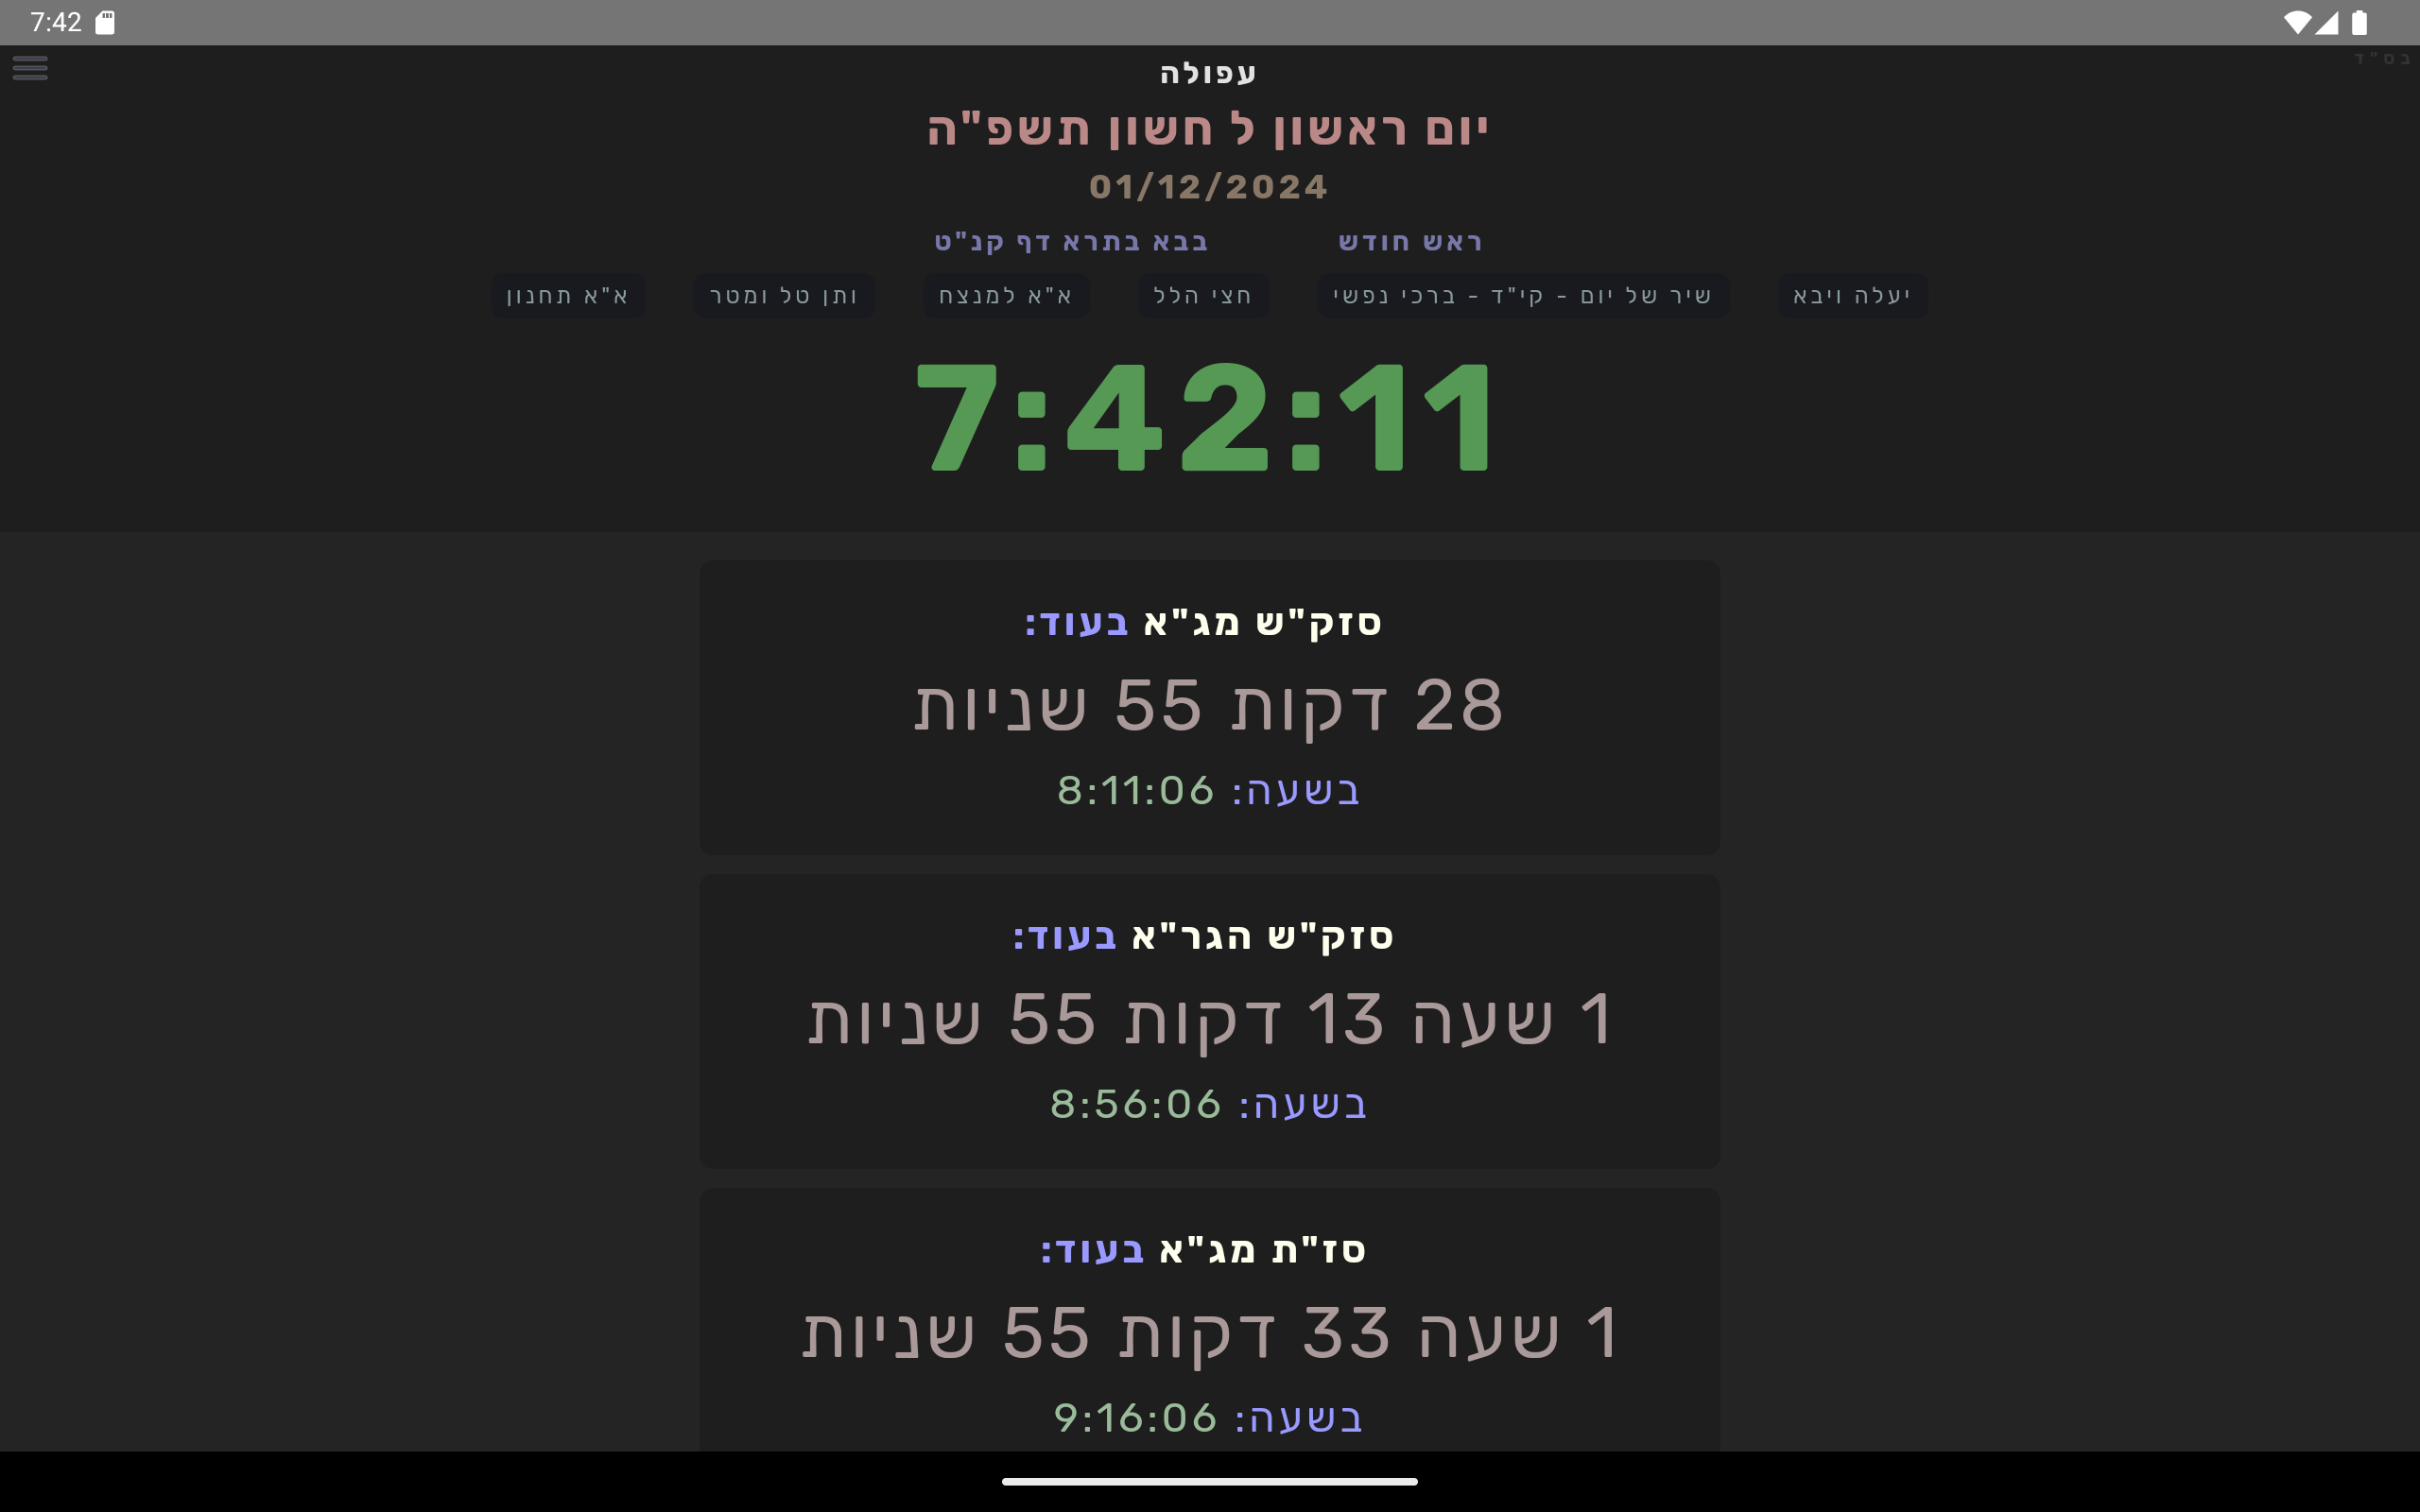 7:42
בס"ד
עפולה
יום ראשון ל חשון תשפ"ה
01/12/2024
ראש חודש בבא בתרא דף קנ"ט
יעלה ויבא שיר של יום - קי"ד - ברכי נפשי חצי הלל א"א למנצח ותן טל ומטר א"א תחנון
7:42:11
סזק"ש מג"א בעוד:
28 דקות 55 שניות
בשעה: 8:11:06
סזק"ש הגר"א בעוד:
1 שעה 13 דקות 55 שניות
בשעה: 8:56:06
סז"ת מג"א בעוד:
1 שעה 33 דקות 55 שניות
בשעה: 9:16:06